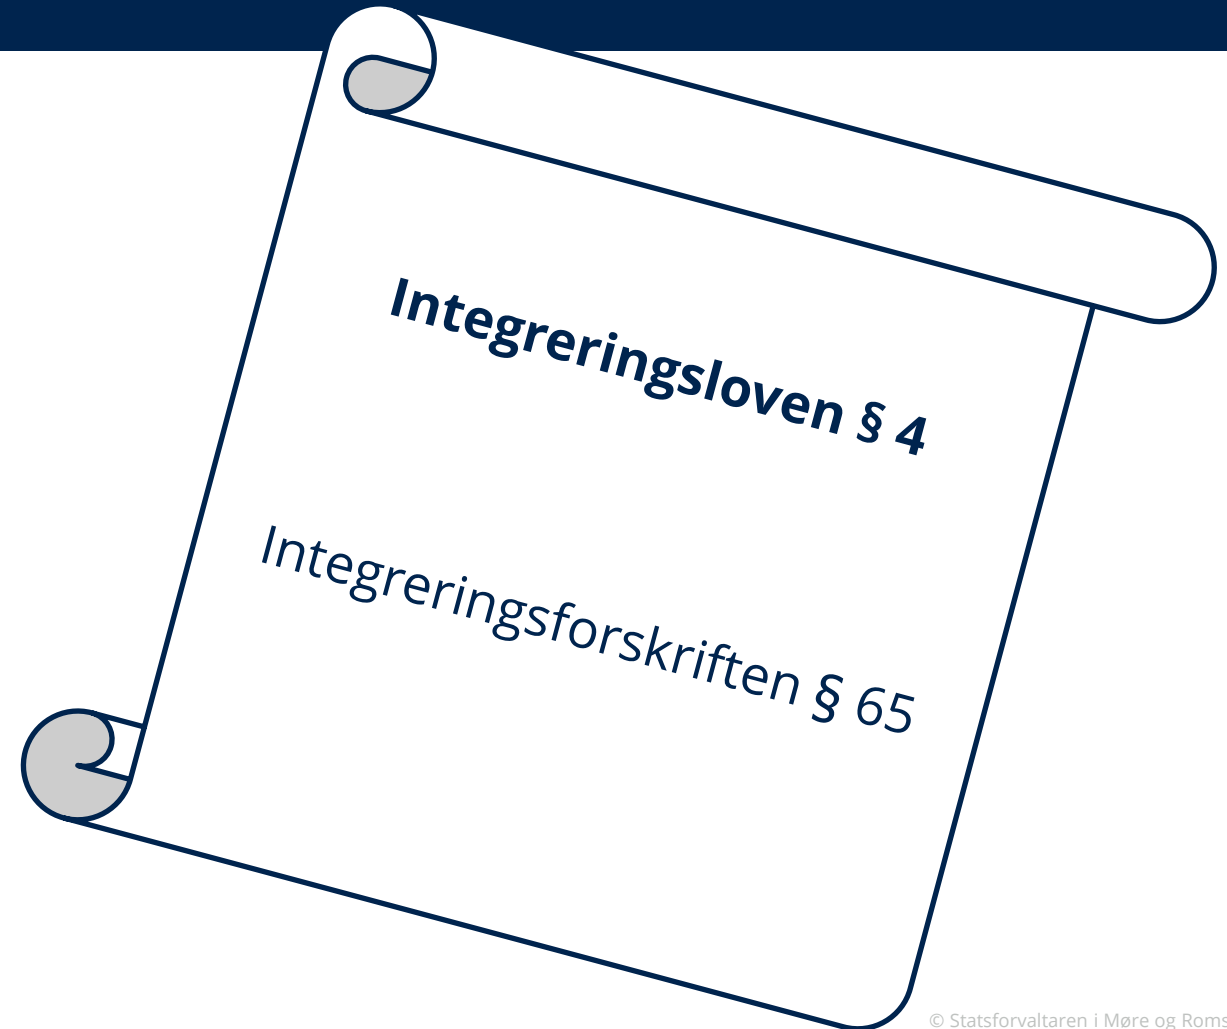 Integreringsloven § 4
Integreringsforskriften § 65
© Statsforvaltaren i Møre og Roms